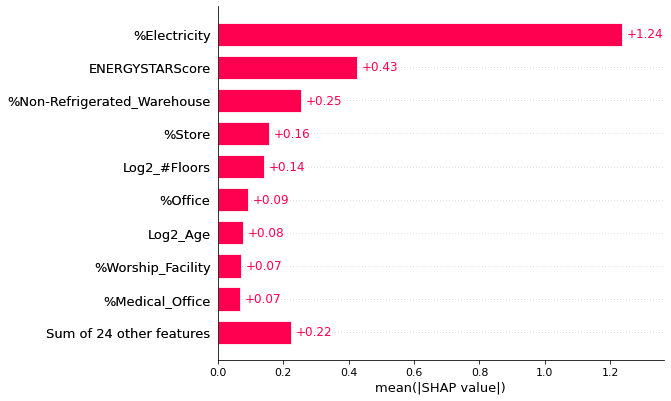 %Electricity +1.24
ENERGYSTARScore +0.43
%Non-Refrigerated_Warehouse +0.25
%Store +0.16
Log2_#Floors +0.14
%Office +0.09
Log2_Age +0.08
%Worship_Facility +0.07
%Medical_Office +0.07
Sum of 24 other features +0.22
0.0 0.2 0.4 0.6 0.8 1.0 1.2
mean(|SHAP value|)